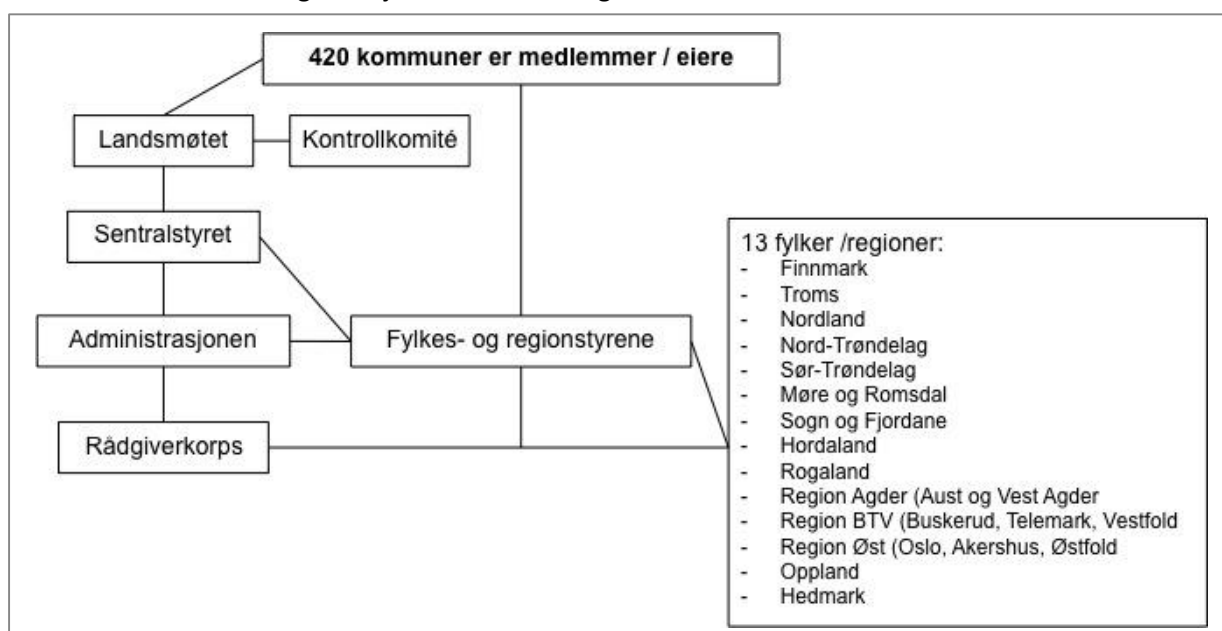 420 kommuner er medlemmer / eiere
Landsmøtet
Kontrollkomité
Sentralstyret
Administrasjonen
Fylkes- og regionstyrene
Rådgiverkorps
13 fylker /regioner:
- Finnmark
- Troms
- Nordland
- Nord-Trøndelag
- Sør-Trøndelag
- Møre og Romsdal
- Sogn og Fjordane
- Hordaland
- Rogaland
- Region Agder (Aust og Vest Agder
- Region BTV (Buskerud, Telemark, Vestfold
- Region Øst (Oslo, Akershus, Østfold
- Oppland
- Hedmark